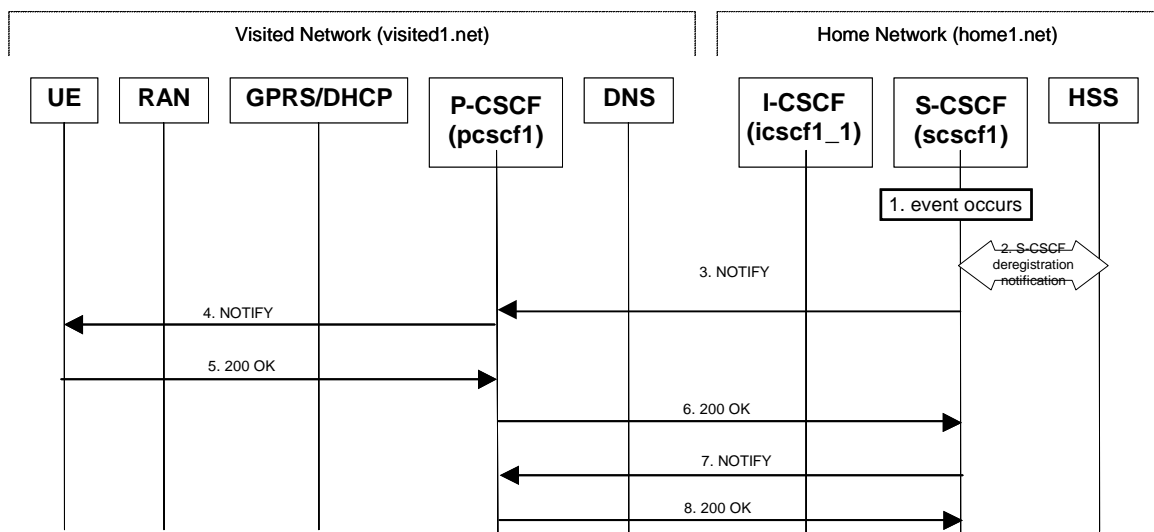 Visited Network (visited1.net)
Home Network (home1.net)
UE
RAN
GPRS/DHCP
P-CSCF
(pcscf1)
DNS
I-CSCF
(icscf1_1)
S-CSCF
(scscf1)
HSS
1. event occurs
2. S-CSCF
deregistration
notification
3. NOTIFY
4. NOTIFY
5. 200 OK
6. 200 OK
7. NOTIFY
8. 200 OK